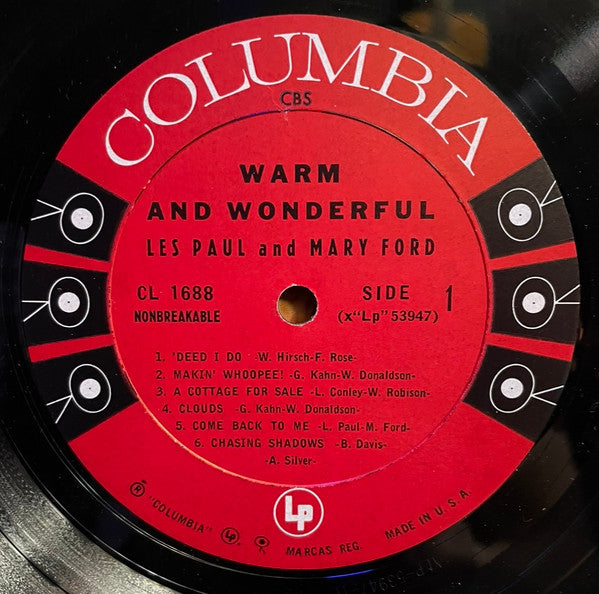 COLUMBIA
CBS
WARM
AND WONDERFUL
LES PAUL and MARY FORD
CL 1688
NONBREAKABLE
SIDE 1
(x"Lp" 53947)
1. 'DEED I DO -W. Hirsch-F. Rose-
2. MAKIN' WHOOPEE! -G. Kahn-W. Donaldson-
3. A COTTAGE FOR SALE -L. Conley-W. Robison-
4. CLOUDS -G. Kahn-W. Donaldson-
5. COME BACK TO ME -L. Paul-M. Ford-
6. CHASING SHADOWS -B. Davis-
-A. Silver-
LP
® "COLUMBIA" LP MARCAS REG. MADE IN U.S.A.